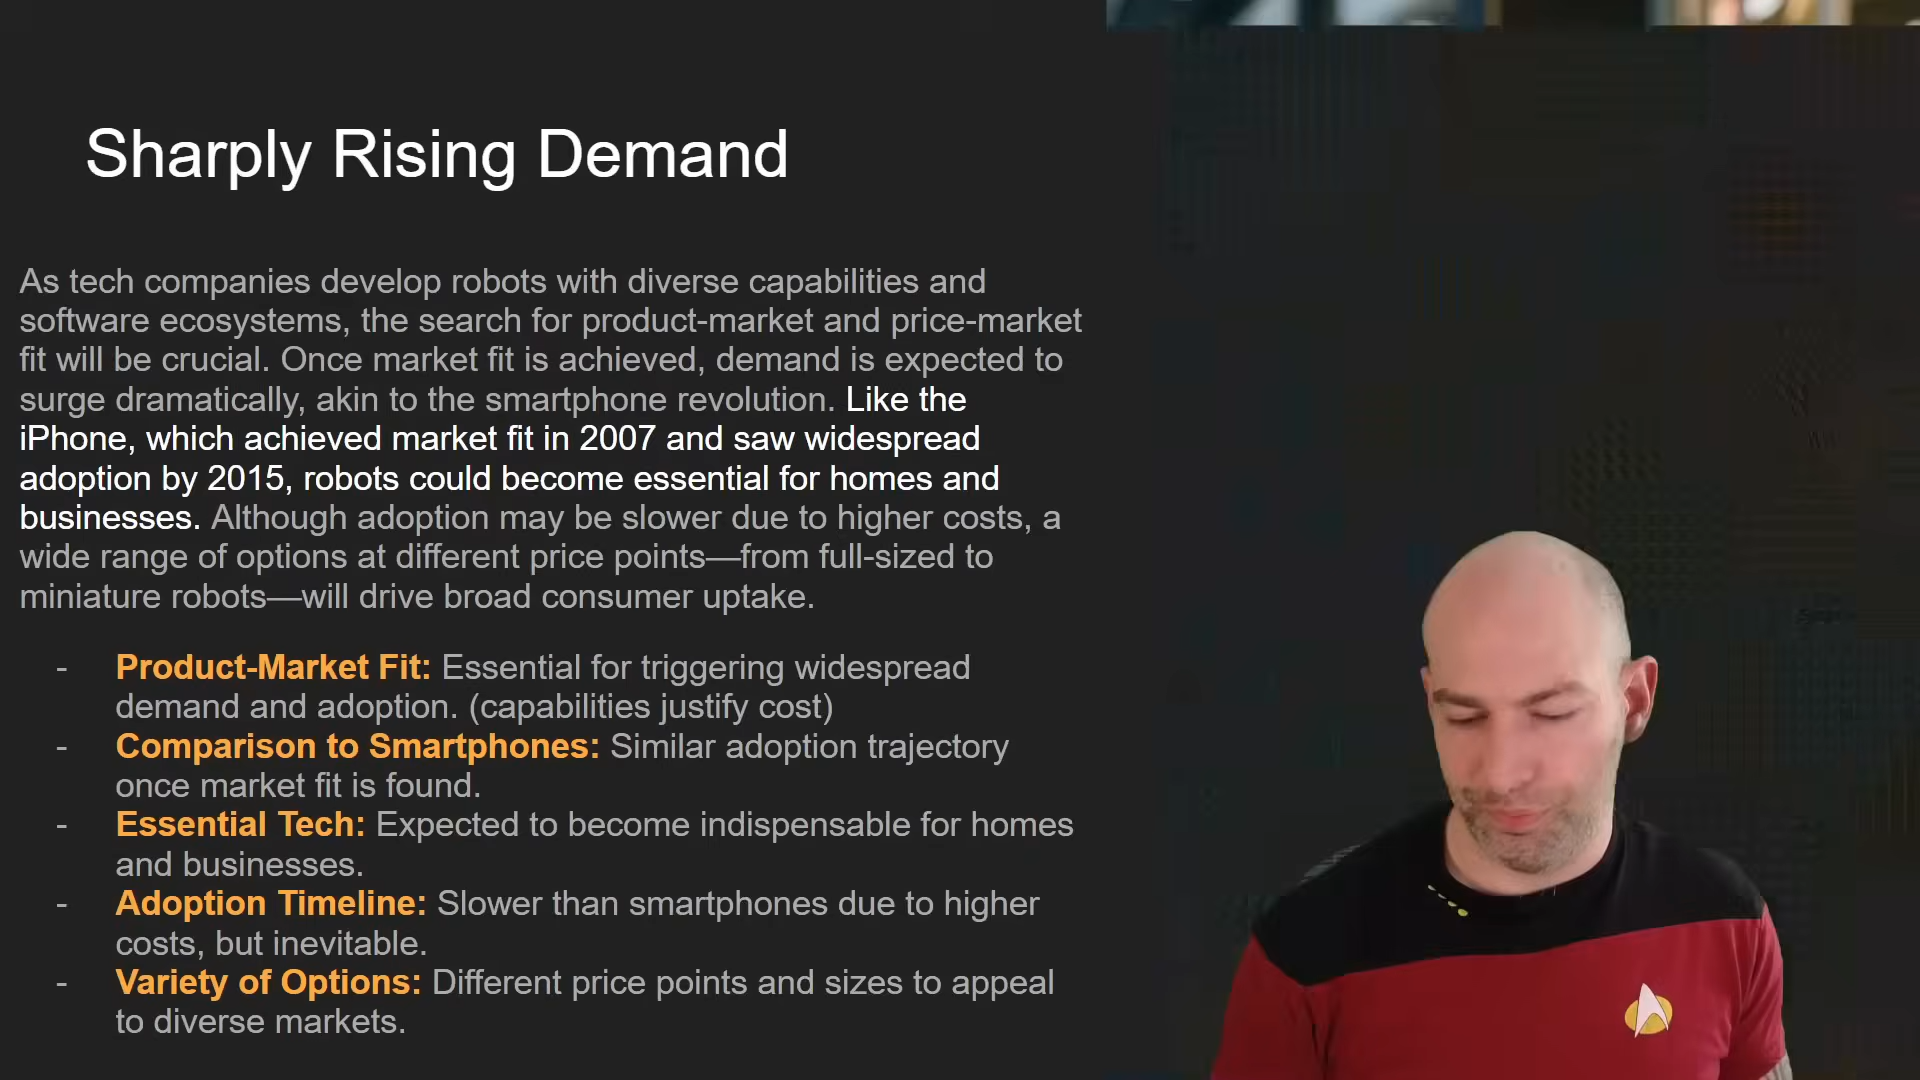 Sharply Rising Demand
As tech companies develop robots with diverse capabilities and
software ecosystems, the search for product-market and price-market
fit will be crucial. Once market fit is achieved, demand is expected to
surge dramatically, akin to the smartphone revolution. Like the
iPhone, which achieved market fit in 2007 and saw widespread
adoption by 2015, robots could become essential for homes and
businesses. Although adoption may be slower due to higher costs, a
wide range of options at different price points—from full-sized to
miniature robots—will drive broad consumer uptake.
- Product-Market Fit: Essential for triggering widespread
demand and adoption. (capabilities justify cost)
- Comparison to Smartphones: Similar adoption trajectory
once market fit is found.
- Essential Tech: Expected to become indispensable for homes
and businesses.
- Adoption Timeline: Slower than smartphones due to higher
costs, but inevitable.
- Variety of Options: Different price points and sizes to appeal
to diverse markets.